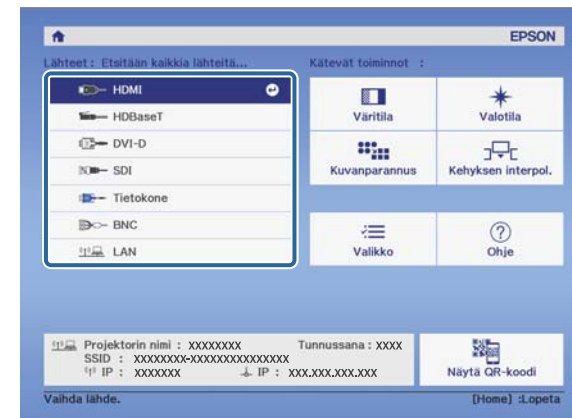 EPSON
Lähteet : Etsitään kaikkia lähteitä... Kätevät toiminnot :
HDMI
HDBaseT
DVI-D
SDI
Tietokone
BNC
LAN
Väritila Valotila
Kuvanparannus Kehyksen interpol.
Valikko Ohje
Projektorin nimi : XXXXXXXX Tunnussana : XXXX
SSID : XXXXXXXX-XXXXXXXXXXXXXXX
IP : XXXXXXX IP : XXX.XXX.XXX.XXX
Näytä QR-koodi
Vaihda lähde. [Home] :Lopeta